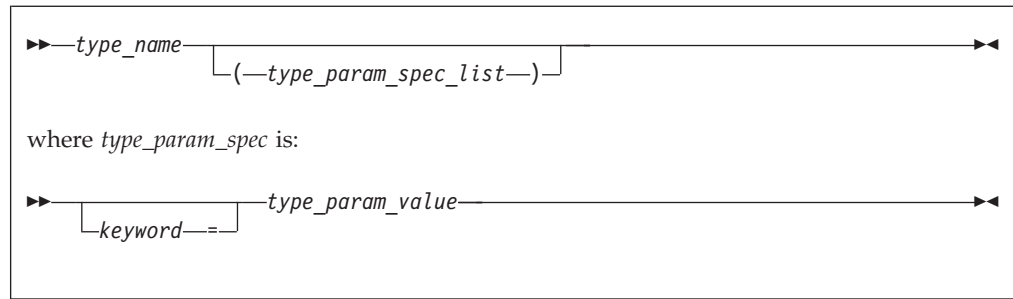 type_name
( type_param_spec_list )
where type_param_spec is:
type_param_value
keyword =